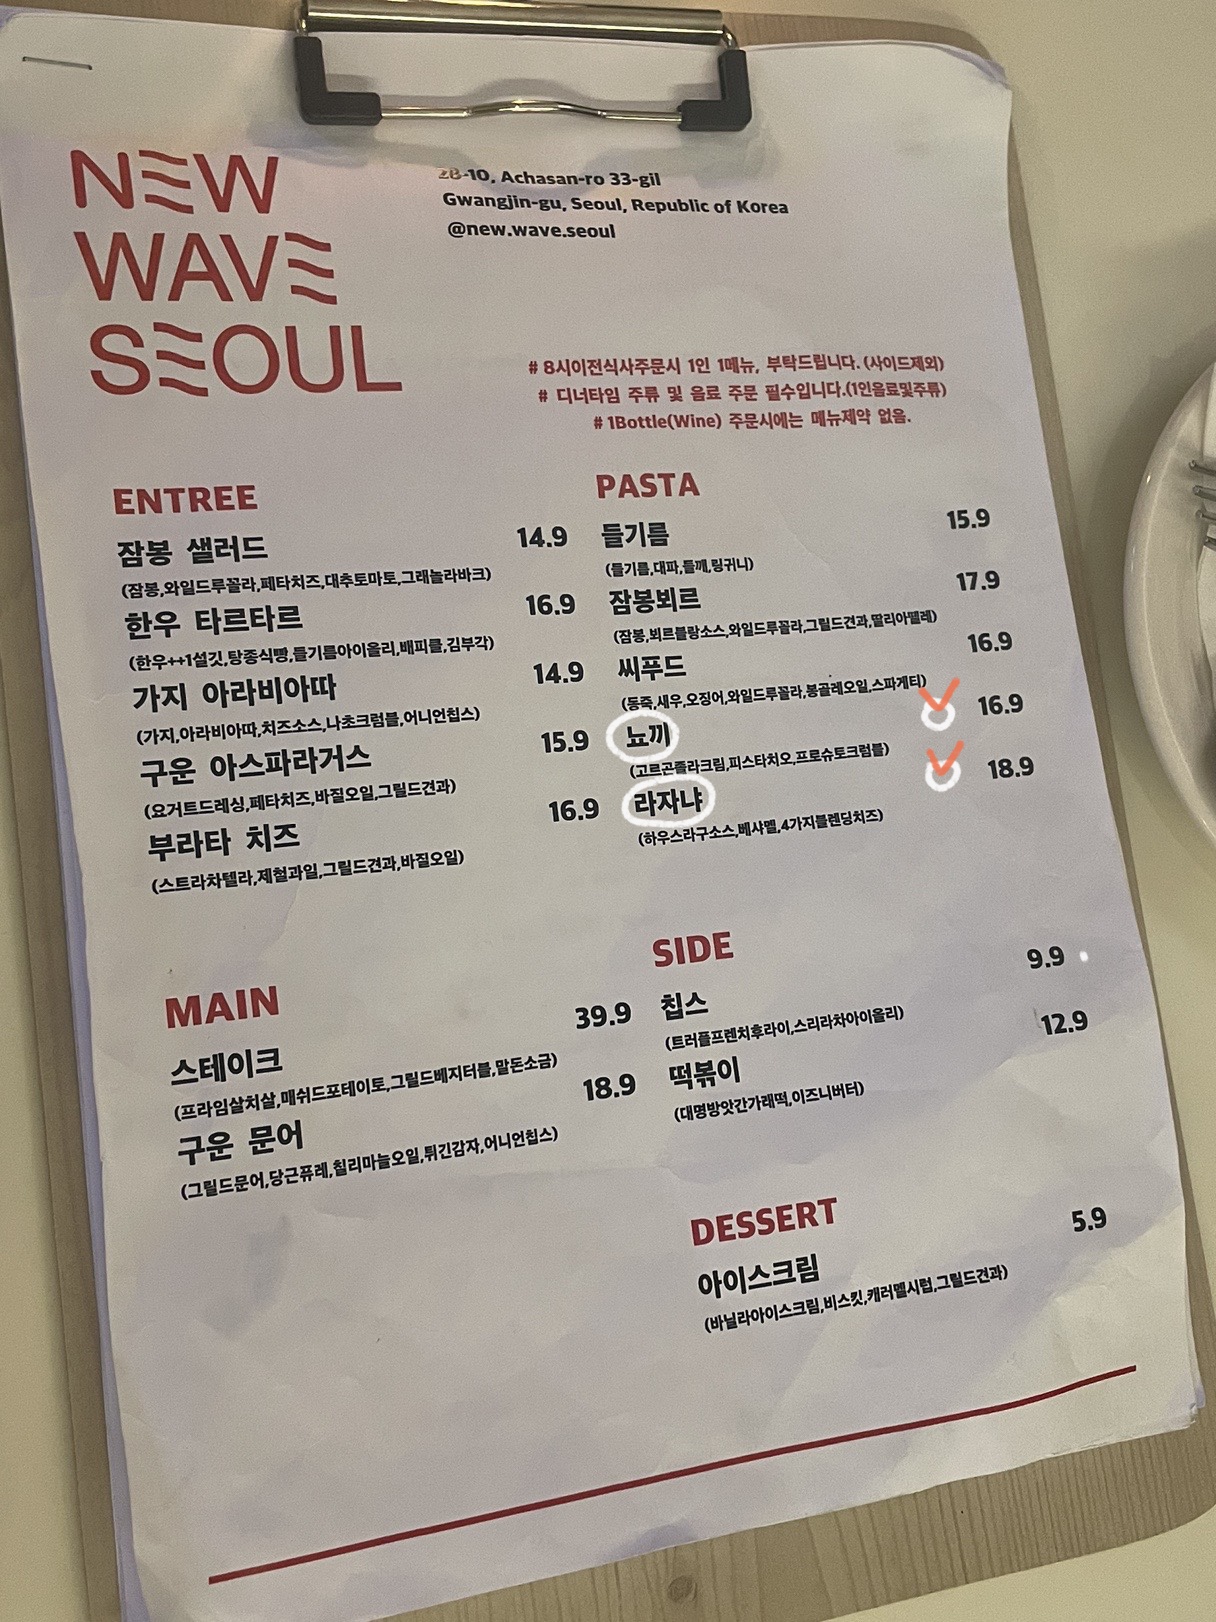 NEW
WAVE
SEOUL
28-10, Achasan-ro 33-gil
Gwangjin-gu, Seoul, Republic of Korea
@new.wave.seoul
# 8시이전식사주문시 1인 1메뉴, 부탁드립니다.(사이드제외)
# 디너타임 주류 및 음료 주문 필수입니다.(1인음료및주류)
# 1Bottle(Wine) 주문시에는 메뉴제약 없음.
ENTREE
잠봉 샐러드 14.9
(잠봉,와일드루꼴라,페타치즈,대추토마토,그래놀라바크)
한우 타르타르 16.9
(한우++1설깃,탕종식빵,들기름아이올리,배피클,김부각)
가지 아라비아따 14.9
(가지,아라비아따,치즈소스,나초크럼블,어니언칩스)
구운 아스파라거스 15.9
(요거트드레싱,페타치즈,바질오일,그릴드견과)
부라타 치즈 16.9
(스트라차텔라,제철과일,그릴드견과,바질오일)
PASTA
들기름 15.9
(들기름,대파,들깨,링귀니)
잠봉뵈르 17.9
(잠봉,뵈르블랑소스,와일드루꼴라,그릴드견과,딸리아뗄레)
씨푸드 16.9
(동죽,새우,오징어,와일드루꼴라,봉골레오일,스파게티)
뇨끼 16.9
(고르곤졸라크림,피스타치오,프로슈토크럼블)
라자냐 18.9
(하우스라구소스,베샤멜,4가지블렌딩치즈)
MAIN
스테이크 39.9
(프라임살치살,매쉬드포테이토,그릴드베지터블,말돈소금)
구운 문어 18.9
(그릴드문어,당근퓨레,칠리마늘오일,튀긴감자,어니언칩스)
SIDE
칩스 9.9
(트러플프렌치후라이,스리라차아이올리)
떡볶이 12.9
(대명방앗간가래떡,이즈니버터)
DESSERT
아이스크림 5.9
(바닐라아이스크림,비스킷,캐러멜시럽,그릴드견과)